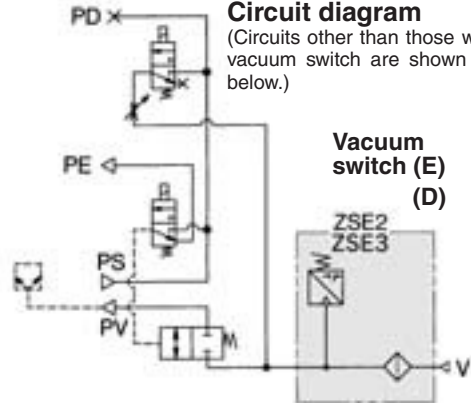 Circuit diagram
(Circuits other than those w
vacuum switch are shown
below.)
PD
Vacuum
switch (E)
(D)
PE
ZSE2
ZSE3
PS
PV
V